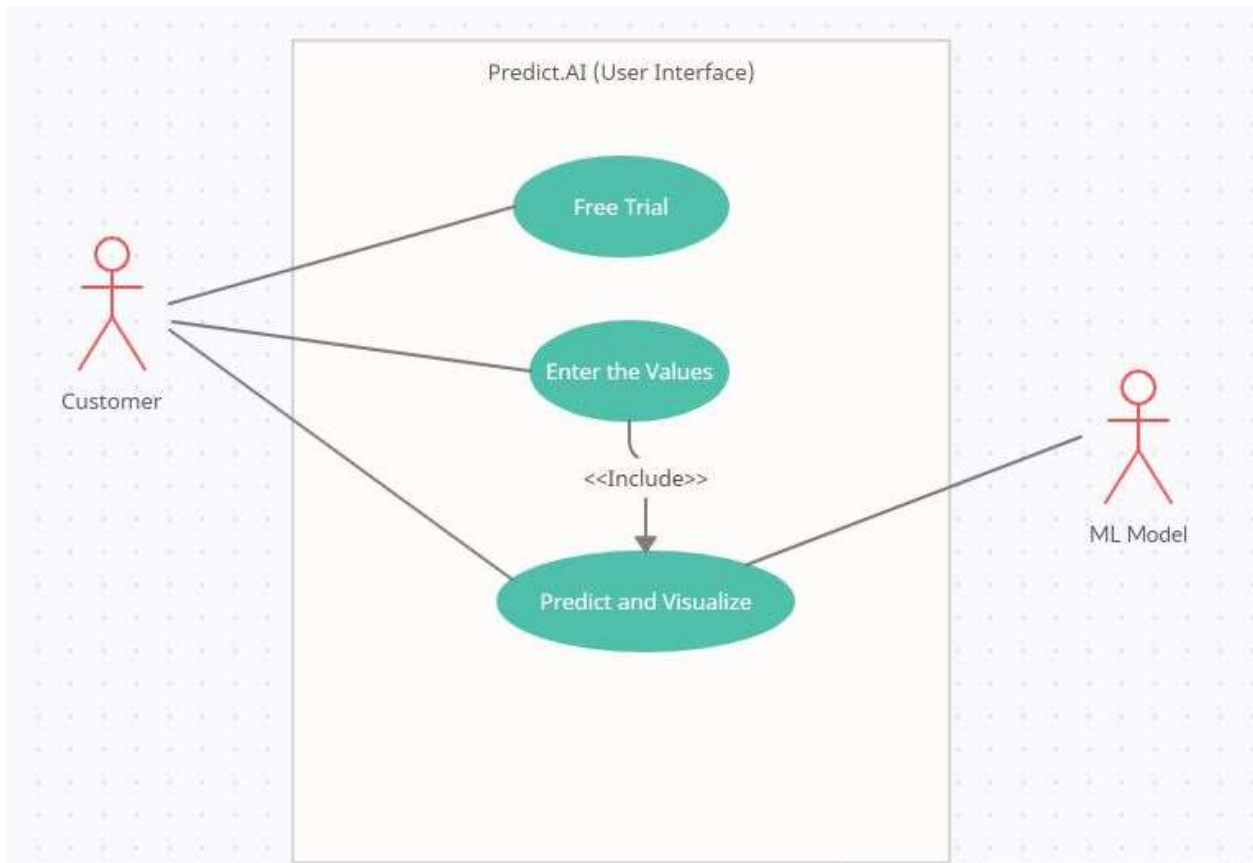 Predict.AI (User Interface)
Free Trial
Enter the Values
Customer
<<Include>>
ML Model
Predict and Visualize